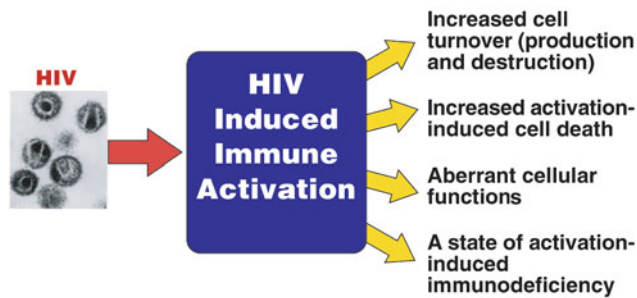 HIV
HIV
Induced
Immune
Activation
Increased cell
turnover (production
and destruction)
Increased activation-
induced cell death
Aberrant cellular
functions
A state of activation-
induced
immunodeficiency